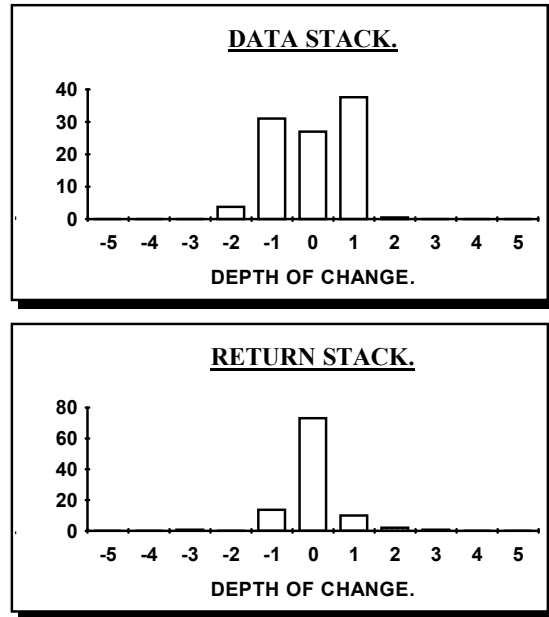 DATA STACK.
40
30
20
10
0
-5 -4 -3 -2 -1 0 1 2 3 4 5
DEPTH OF CHANGE.
RETURN STACK.
80
60
40
20
0
-5 -4 -3 -2 -1 0 1 2 3 4 5
DEPTH OF CHANGE.